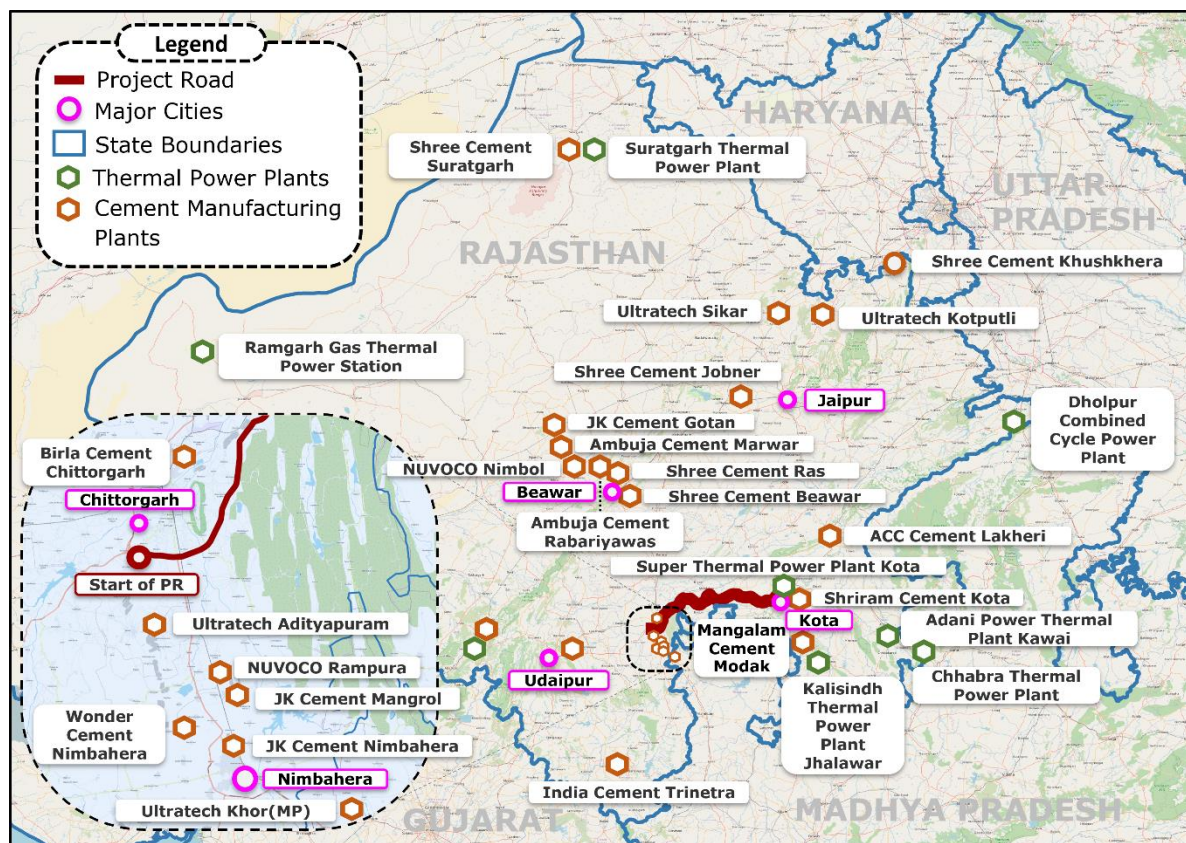 Legend
Project Road
Major Cities
State Boundaries
Thermal Power Plants
Cement Manufacturing
Plants
HARYANA
UTTAR
PRADESH
RAJASTHAN
GUJARAT
MADHYA PRADESH
Shree Cement
Suratgarh
Suratgarh Thermal
Power Plant
Shree Cement Khushkhera
Ultratech Sikar
Ultratech Kotputli
Ramgarh Gas Thermal
Power Station
Shree Cement Jobner
Jaipur
Dholpur
Combined
Cycle Power
Plant
JK Cement Gotan
Ambuja Cement Marwar
NUVOCO Nimbol
Shree Cement Ras
Beawar
Shree Cement Beawar
Ambuja Cement
Rabariyawas
ACC Cement Lakheri
Super Thermal Power Plant Kota
Shriram Cement Kota
Kota
Mangalam
Cement
Modak
Adani Power Thermal
Plant Kawai
Chhabra Thermal
Power Plant
Kalisindh
Thermal
Power
Plant
Jhalawar
Udaipur
India Cement Trinetra
Birla Cement
Chittorgarh
Chittorgarh
Start of PR
Ultratech Adityapuram
NUVOCO Rampura
JK Cement Mangrol
Wonder
Cement
Nimbahera
JK Cement Nimbahera
Nimbahera
Ultratech Khor(MP)